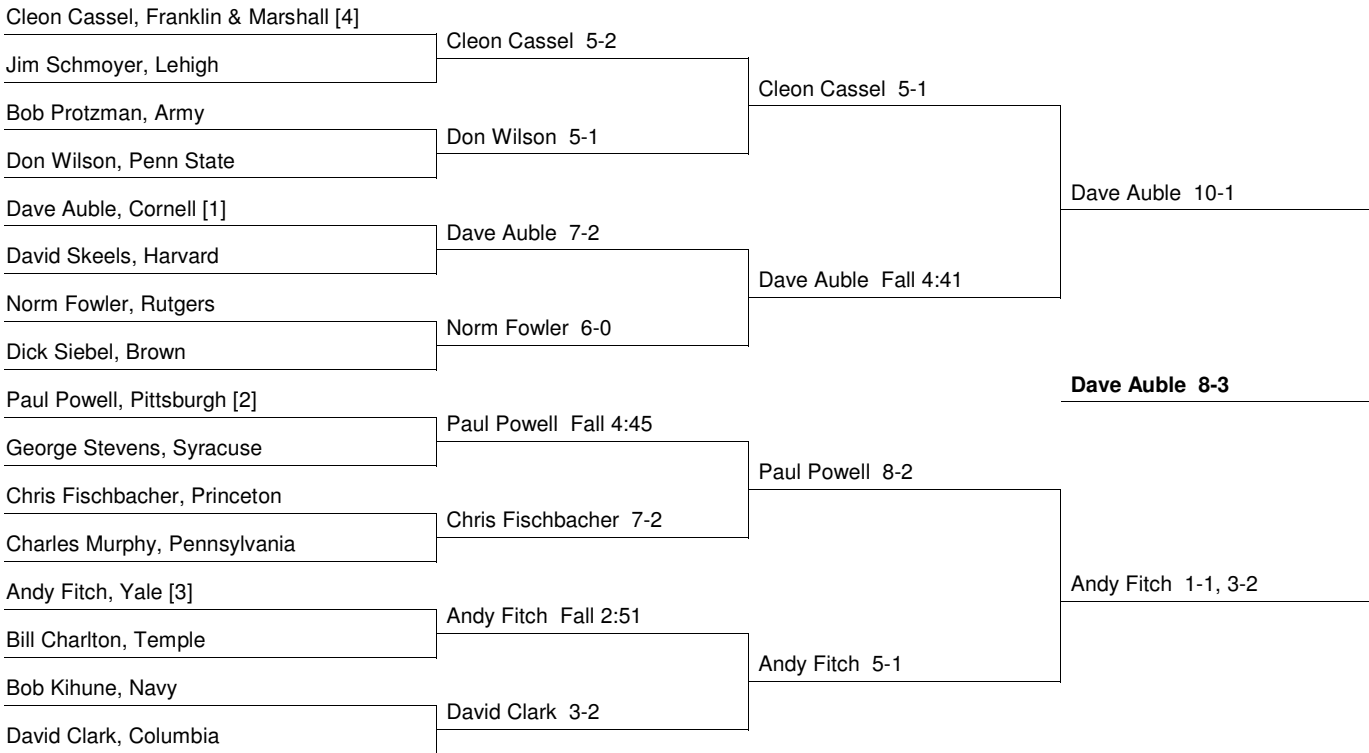 Cleon Cassel, Franklin & Marshall [4]
Cleon Cassel 5-2
Jim Schmoyer, Lehigh
Cleon Cassel 5-1
Bob Protzman, Army
Don Wilson 5-1
Don Wilson, Penn State
Dave Auble 10-1
Dave Auble, Cornell [1]
Dave Auble 7-2
David Skeels, Harvard
Dave Auble Fall 4:41
Norm Fowler, Rutgers
Norm Fowler 6-0
Dick Siebel, Brown
Dave Auble 8-3
Paul Powell, Pittsburgh [2]
Paul Powell Fall 4:45
George Stevens, Syracuse
Paul Powell 8-2
Chris Fischbacher, Princeton
Chris Fischbacher 7-2
Charles Murphy, Pennsylvania
Andy Fitch 1-1, 3-2
Andy Fitch, Yale [3]
Andy Fitch Fall 2:51
Bill Charlton, Temple
Andy Fitch 5-1
Bob Kihune, Navy
David Clark 3-2
David Clark, Columbia